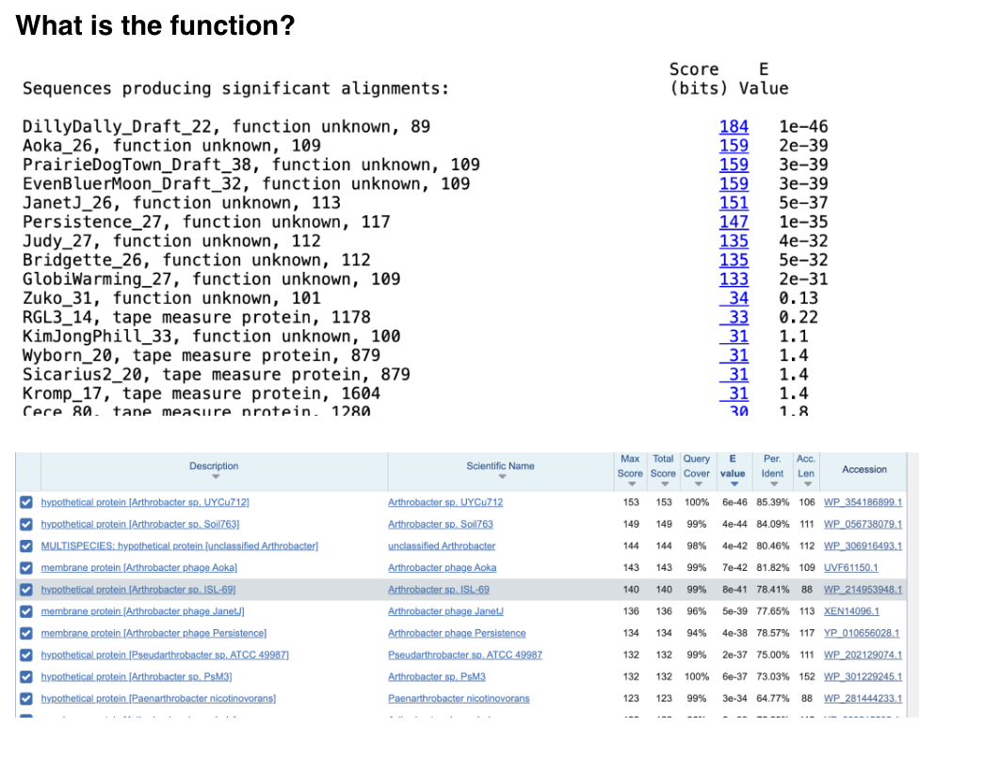 What is the function?
Score E
Sequences producing significant alignments: (bits) Value
DillyDally_Draft_22, function unknown, 89 184 1e-46
Aoka_26, function unknown, 109 159 2e-39
PrairieDogTown_Draft_38, function unknown, 109 159 3e-39
EvenBluerMoon_Draft_32, function unknown, 109 159 3e-39
JanetJ_26, function unknown, 113 151 5e-37
Persistence_27, function unknown, 117 147 1e-35
Judy_27, function unknown, 112 135 4e-32
Bridgette_26, function unknown, 112 135 5e-32
GlobiWarming_27, function unknown, 109 133 2e-31
Zuko_31, function unknown, 101 34 0.13
RGL3_14, tape measure protein, 1178 33 0.22
KimJongPhill_33, function unknown, 100 31 1.1
Wyborn_20, tape measure protein, 879 31 1.4
Sicarius2_20, tape measure protein, 879 31 1.4
Kromp_17, tape measure protein, 1604 31 1.4
Cece_80, tape measure protein, 1280 30 1.8
Description Scientific Name Max Score Total Score Query Cover E value Per. Ident Acc. Len Accession
hypothetical protein [Arthrobacter sp. UYCu712] Arthrobacter sp. UYCu712 153 153 100% 6e-46 85.39% 106 WP_354186899.1
hypothetical protein [Arthrobacter sp. Soil763] Arthrobacter sp. Soil763 149 149 99% 4e-44 84.09% 111 WP_056738079.1
MULTISPECIES: hypothetical protein [unclassified Arthrobacter] unclassified Arthrobacter 144 144 98% 4e-42 80.46% 112 WP_306916493.1
membrane protein [Arthrobacter phage Aoka] Arthrobacter phage Aoka 143 143 99% 7e-42 81.82% 109 UVF61150.1
hypothetical protein [Arthrobacter sp. ISL-69] Arthrobacter sp. ISL-69 140 140 99% 8e-41 78.41% 88 WP_214953948.1
membrane protein [Arthrobacter phage JanetJ] Arthrobacter phage JanetJ 136 136 96% 5e-39 77.65% 113 XEN14096.1
membrane protein [Arthrobacter phage Persistence] Arthrobacter phage Persistence 134 134 94% 4e-38 78.57% 117 YP_010656028.1
hypothetical protein [Pseudarthrobacter sp. ATCC 49987] Pseudarthrobacter sp. ATCC 49987 132 132 99% 2e-37 75.00% 111 WP_202129074.1
hypothetical protein [Arthrobacter sp. PsM3] Arthrobacter sp. PsM3 132 132 100% 6e-37 73.03% 152 WP_301229245.1
hypothetical protein [Paenarthrobacter nicotinovorans] Paenarthrobacter nicotinovorans 123 123 99% 3e-34 64.77% 88 WP_281444233.1